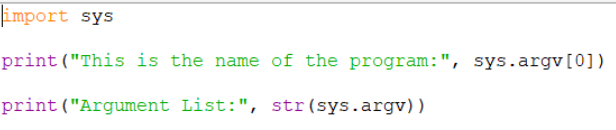 import sys
print("This is the name of the program:", sys.argv[0])
print("Argument List:", str(sys.argv))